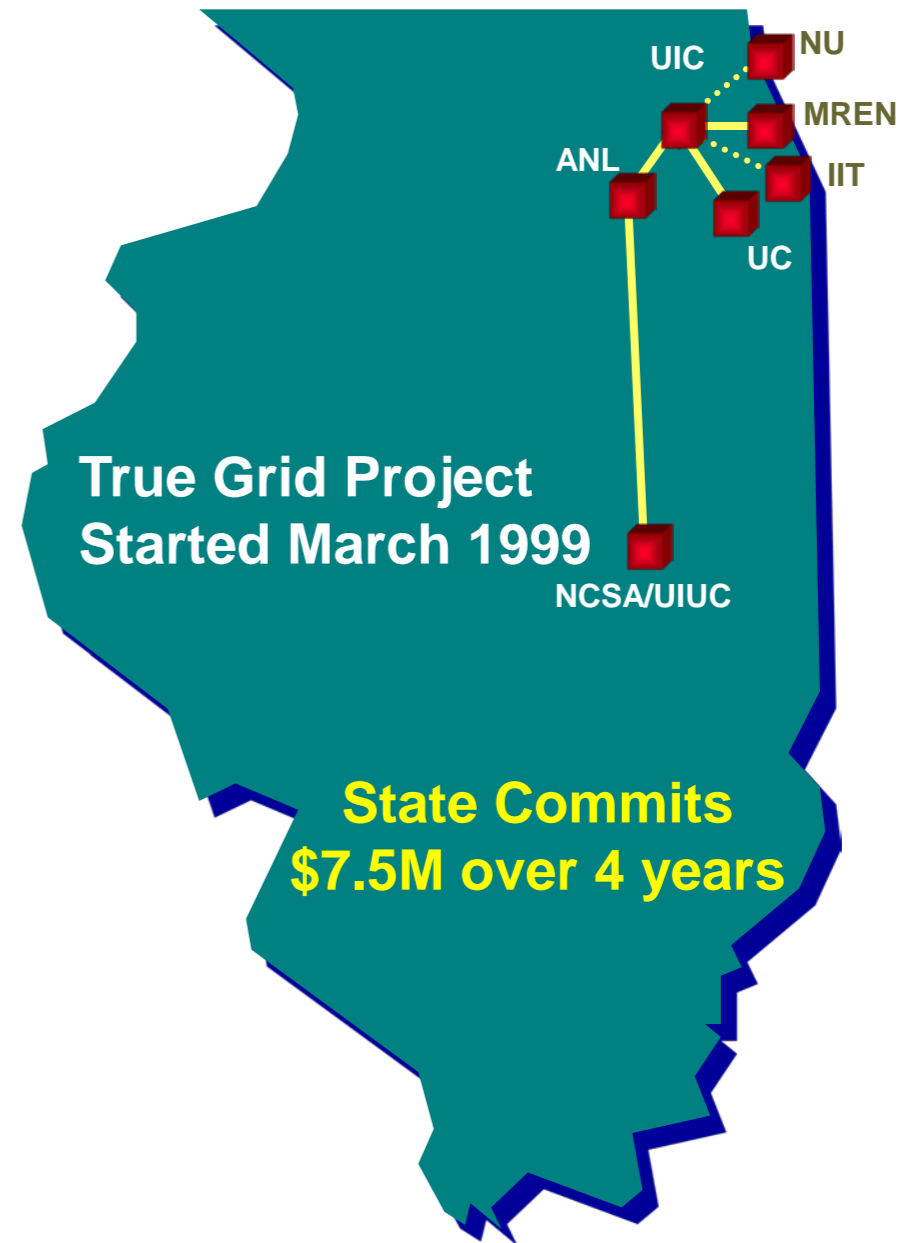 NU
UIC
MREN
ANL
IIT
UC
True Grid Project
Started March 1999
NCSA/UIUC
State Commits
$7.5M over 4 years